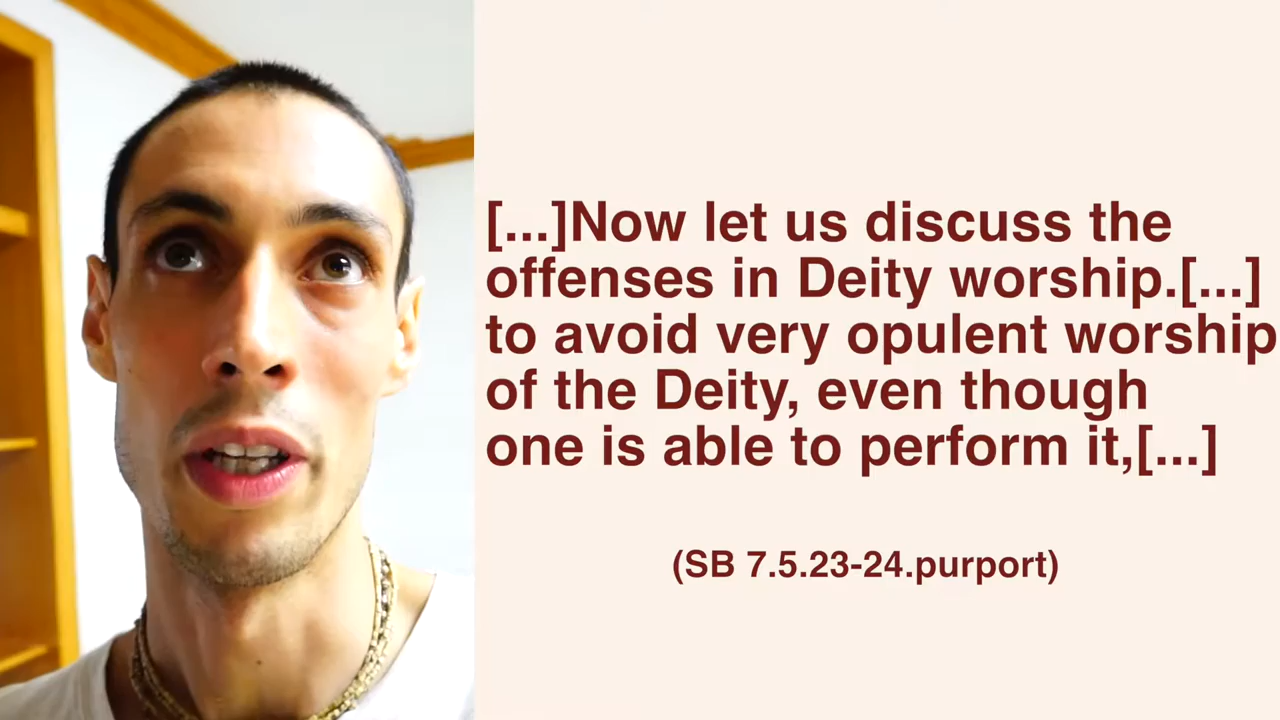 [...]Now let us discuss the
offenses in Deity worship.[...]
to avoid very opulent worship
of the Deity, even though
one is able to perform it,[...]
(SB 7.5.23-24.purport)